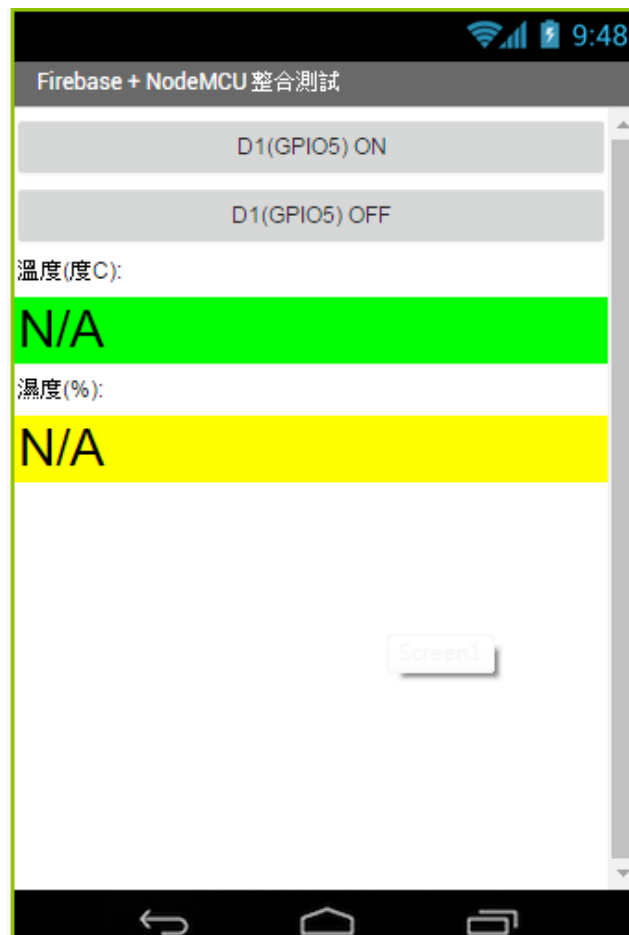 9:48
Firebase + NodeMCU 整合測試
D1(GPIO5) ON
D1(GPIO5) OFF
溫度(度C):
N/A
濕度(%):
N/A
Screen1